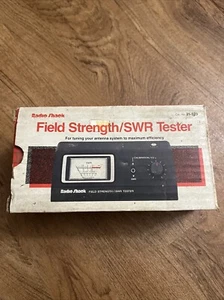 Radio Shack
Field Strength/SWR Tester
For tuning your antenna system to maximum efficiency
Radio Shack
FIELD STRENGTH/SWR TESTER